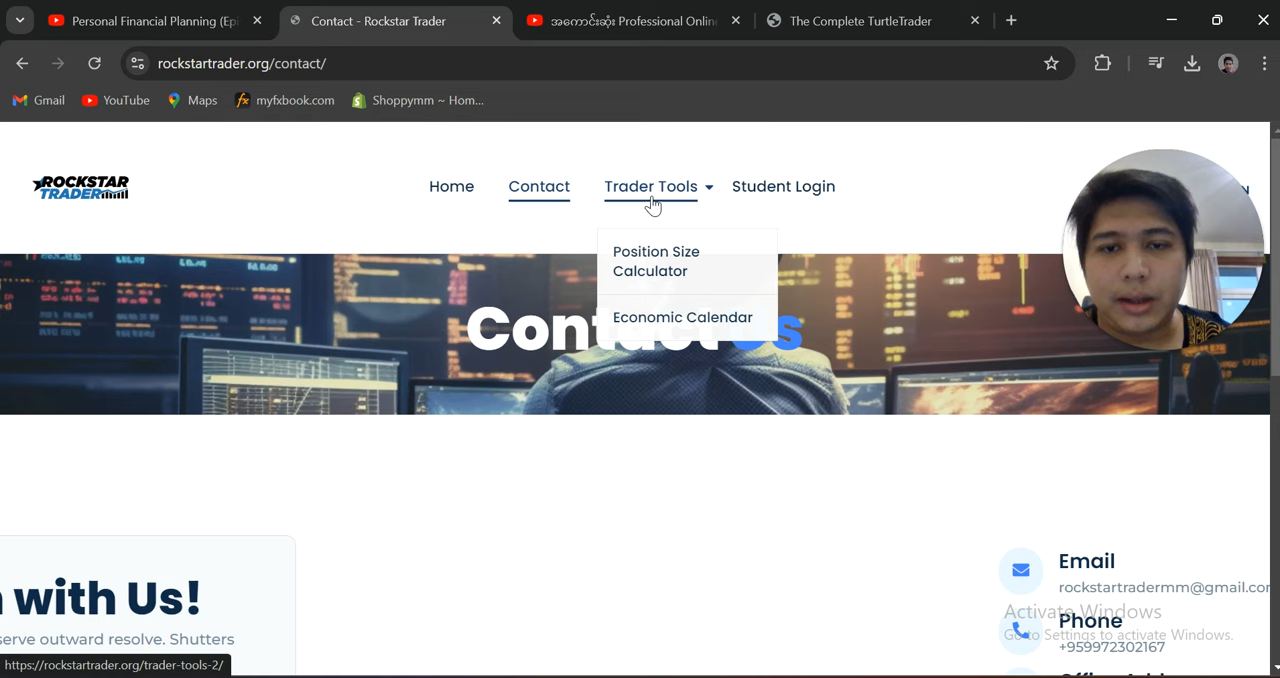 Personal Financial Planning (Epi
Contact - Rockstar Trader
အကောင်းဆုံး Professional Onlin
The Complete TurtleTrader
rockstartrader.org/contact/
Gmail
YouTube
Maps
myfxbook.com
Shoppymm ~ Hom...
ROCKSTAR
TRADER
Home
Contact
Trader Tools
Student Login
Position Size
Calculator
Economic Calendar
Contact Us
with Us!
serve outward resolve. Shutters
Email
rockstartradermm@gmail.co
Activate Windows
Phone
Go to Settings to activate Windows.
+959972302167
https://rockstartrader.org/trader-tools-2/